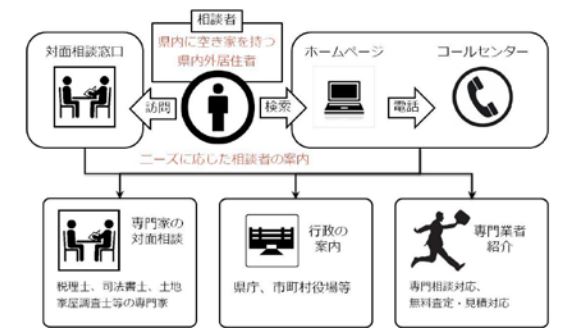 相談者
県内に空き家を持つ
県内外居住者
対面相談窓口
ホームページ
コールセンター
訪問
検索
電話
ニーズに応じた相談者の案内
専門家の
対面相談
税理士、司法書士、土地
家屋調査士等の専門家
行政の
案内
県庁、市町村役場等
専門業者
紹介
専門相談対応、
無料査定・見積対応